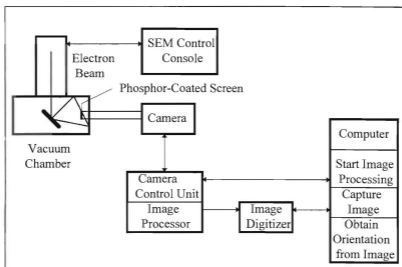 SEM Control
Console
Electron
Beam
Phosphor-Coated Screen
Camera
Vacuum
Chamber
Computer
Start Image
Processing
Capture
Image
Obtain
Orientation
from Image
Camera
Control Unit
Image
Processor
Image
Digitizer